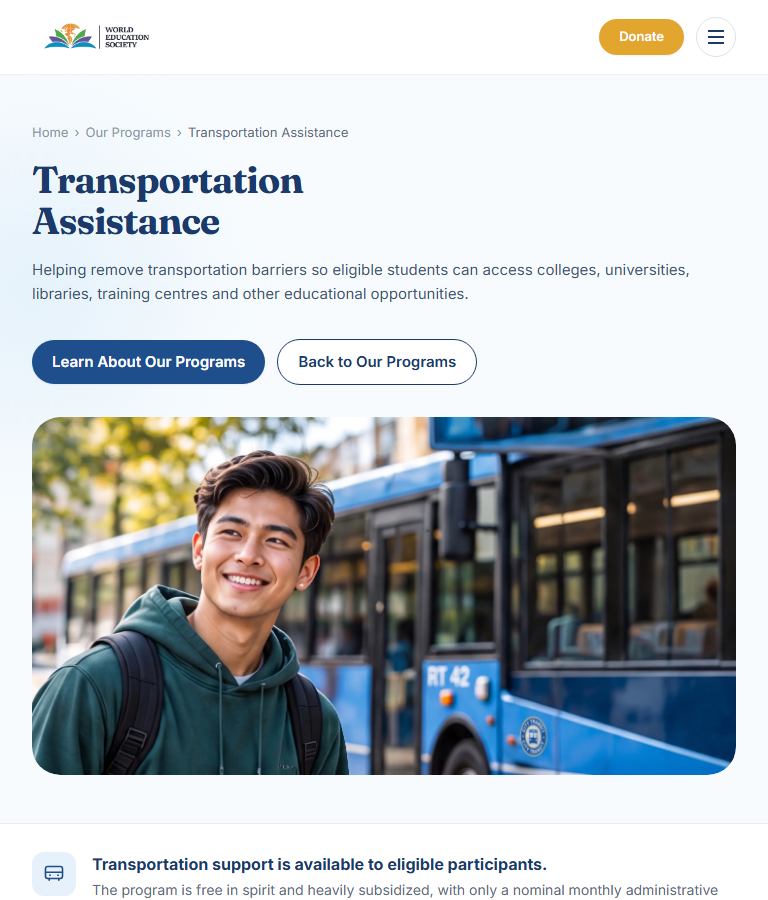 WORLD
EDUCATION
SOCIETY
Donate
Home › Our Programs › Transportation Assistance
Transportation
Assistance
Helping remove transportation barriers so eligible students can access colleges, universities,
libraries, training centres and other educational opportunities.
Learn About Our Programs
Back to Our Programs
RT 42
Transportation support is available to eligible participants.
The program is free in spirit and heavily subsidized, with only a nominal monthly administrative